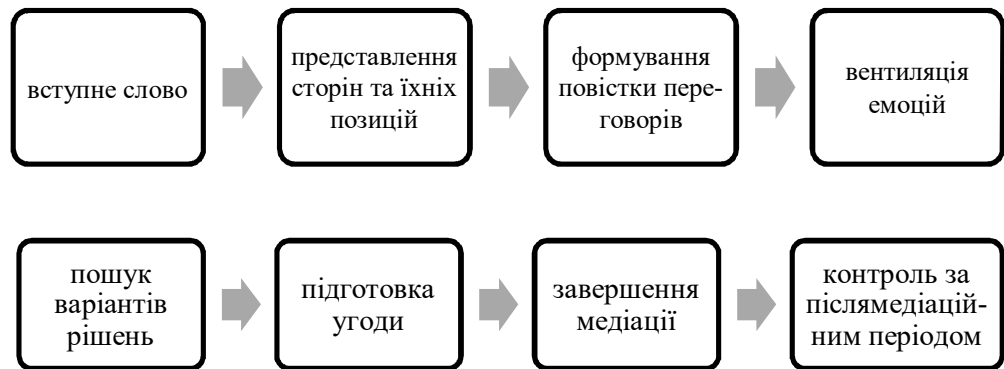 вступне слово
представлення
сторін та їхніх
позицій
формування
повістки пере-
говорів
вентиляція
емоцій
пошук
варіантів
рішень
підготовка
угоди
завершення
медіації
контроль за
післямедіацій-
ним періодом